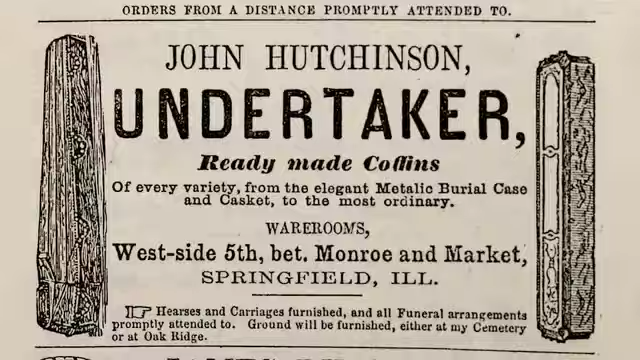 ORDERS FROM A DISTANCE PROMPTLY ATTENDED TO.
JOHN HUTCHINSON,
UNDERTAKER,
Ready made Coffins
Of every variety, from the elegant Metalic Burial Case
and Casket, to the most ordinary.
WAREROOMS,
West-side 5th, bet. Monroe and Market,
SPRINGFIELD, ILL.
☞ Hearses and Carriages furnished, and all Funeral arrangements
promptly attended to. Ground will be furnished, either at my Cemetery
or at Oak Ridge.